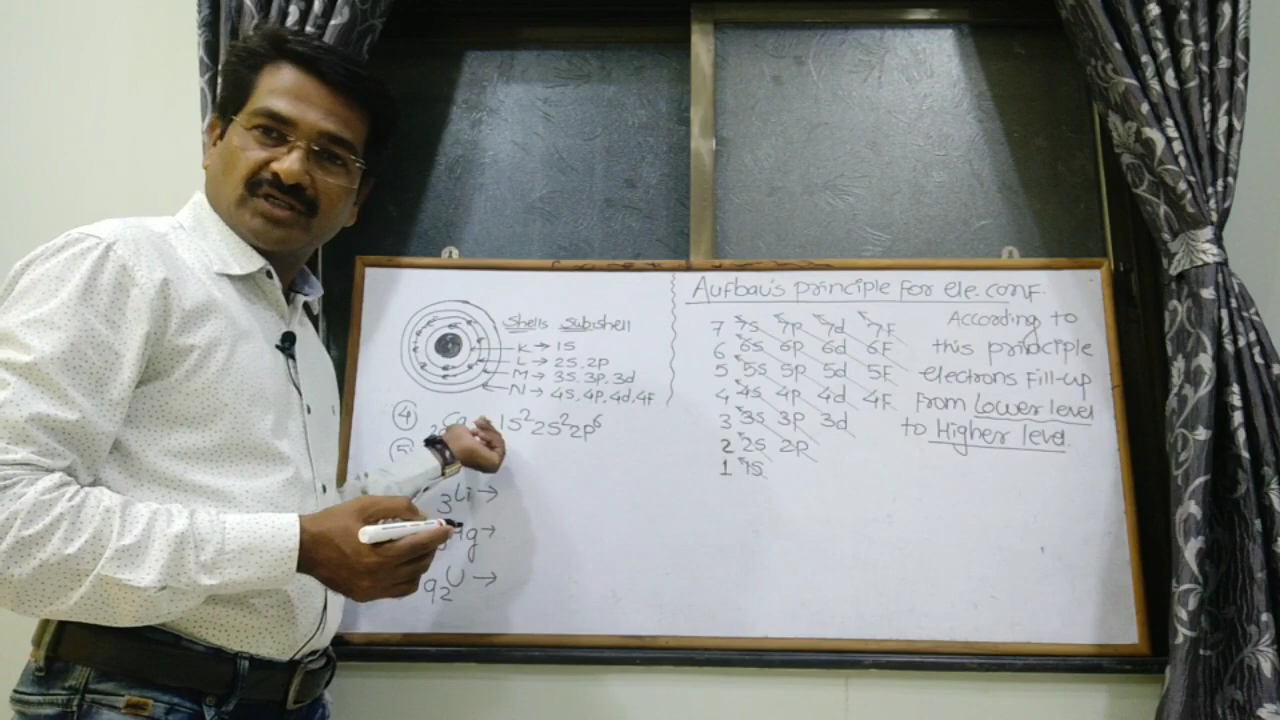 Shells Subshell
K → 1S
L → 2S, 2P
M → 3S, 3P, 3d
N → 4S, 4P, 4d, 4F
④ 1S² 2S² 2P⁶
₃Li →
g →
₉₂U →
Aufbau's principle For ele. conF.
7 7S 7P 7d 7F
6 6S 6P 6d 6F
5 5S 5P 5d 5F
4 4S 4P 4d 4F
3 3S 3P 3d
2 2S 2P
1 1S
According to
this principle
electrons Fill-up
From Lower level
to Higher level.